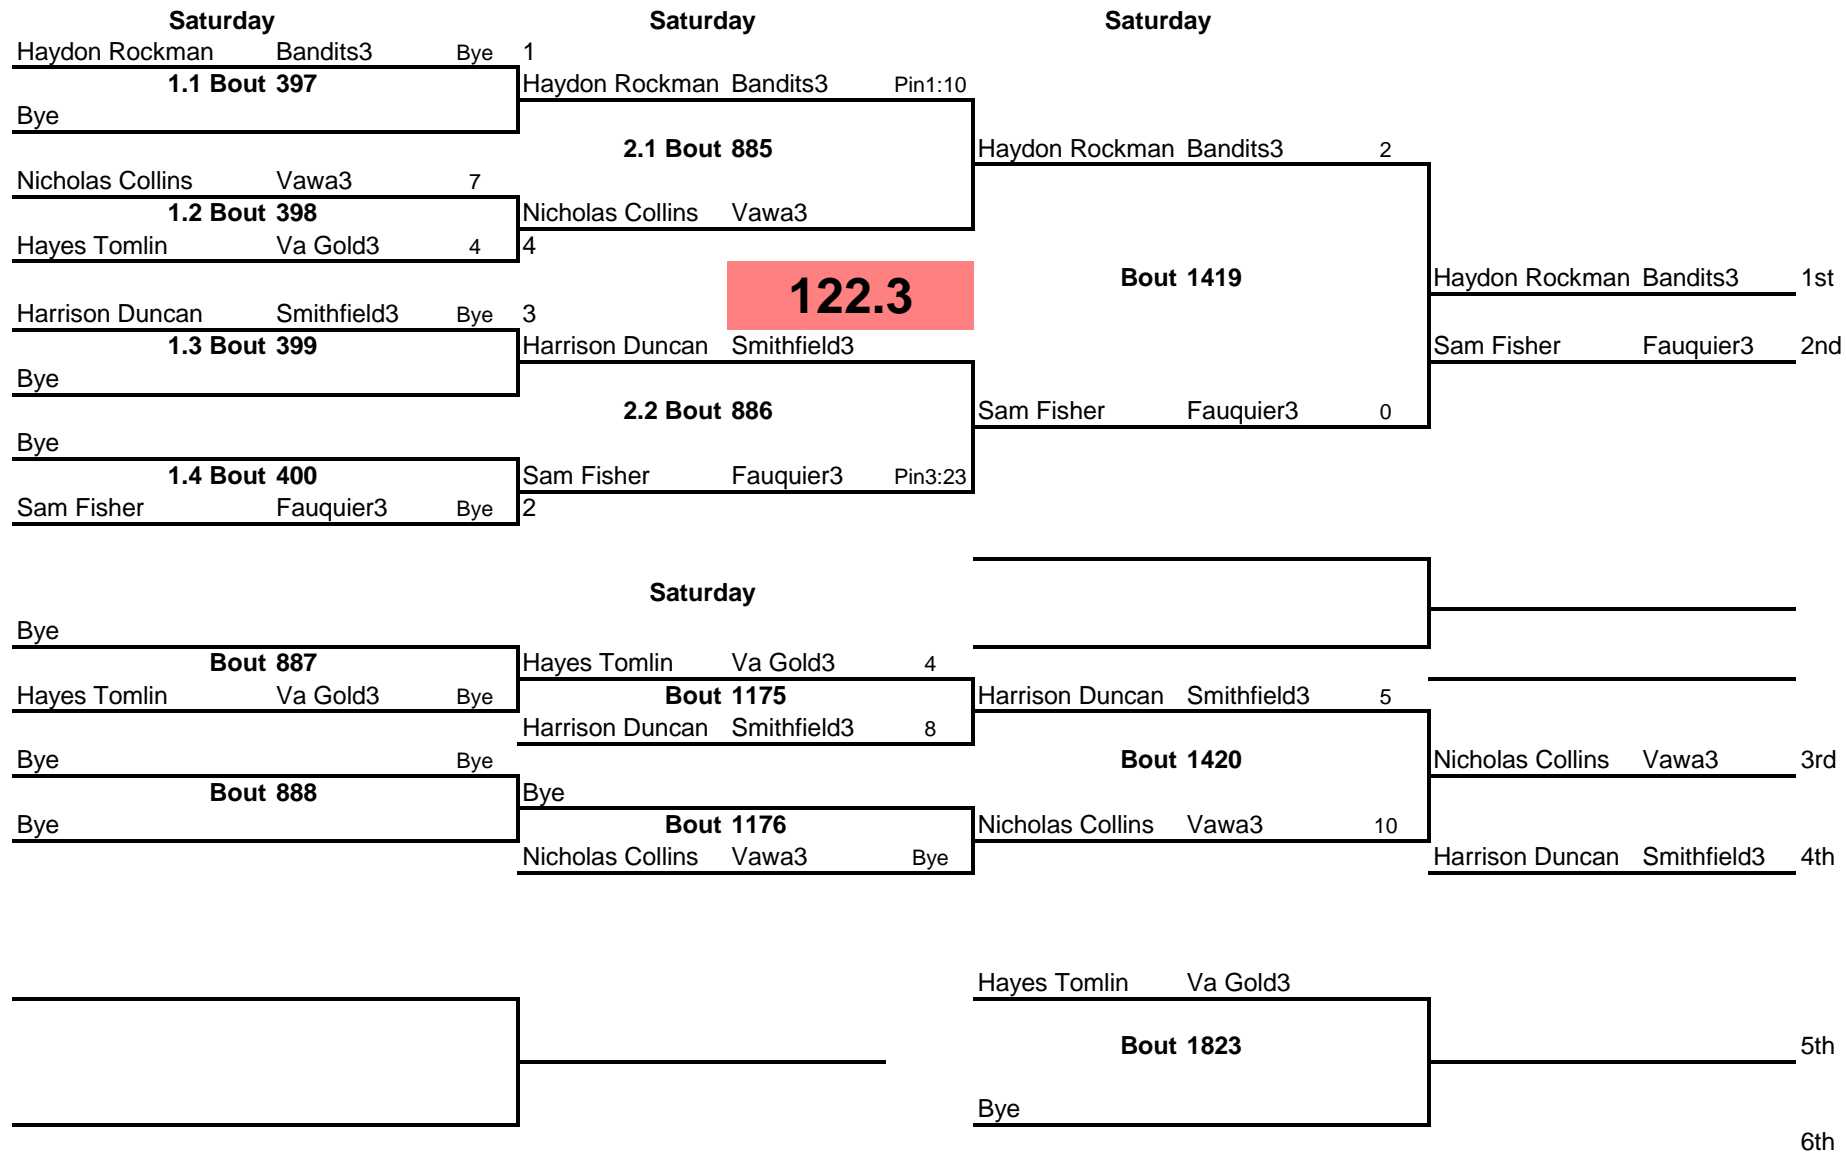 Saturday Saturday Saturday
Haydon Rockman Bandits3 Bye 1
1.1 Bout 397 Haydon Rockman Bandits3 Pin1:10
Bye
2.1 Bout 885 Haydon Rockman Bandits3 2
Nicholas Collins Vawa3 7
1.2 Bout 398 Nicholas Collins Vawa3
Hayes Tomlin Va Gold3 4 4
Bout 1419 Haydon Rockman Bandits3 1st
122.3
Harrison Duncan Smithfield3 Bye 3
1.3 Bout 399 Harrison Duncan Smithfield3 Sam Fisher Fauquier3 2nd
Bye
2.2 Bout 886 Sam Fisher Fauquier3 0
Bye
1.4 Bout 400 Sam Fisher Fauquier3 Pin3:23
Sam Fisher Fauquier3 Bye 2
Saturday
Bye
Bout 887 Hayes Tomlin Va Gold3 4
Hayes Tomlin Va Gold3 Bye Bout 1175 Harrison Duncan Smithfield3 5
Harrison Duncan Smithfield3 8
Bye Bye Bout 1420 Nicholas Collins Vawa3 3rd
Bout 888 Bye
Bye Bout 1176 Nicholas Collins Vawa3 10
Nicholas Collins Vawa3 Bye Harrison Duncan Smithfield3 4th
Hayes Tomlin Va Gold3
Bout 1823 5th
Bye
6th